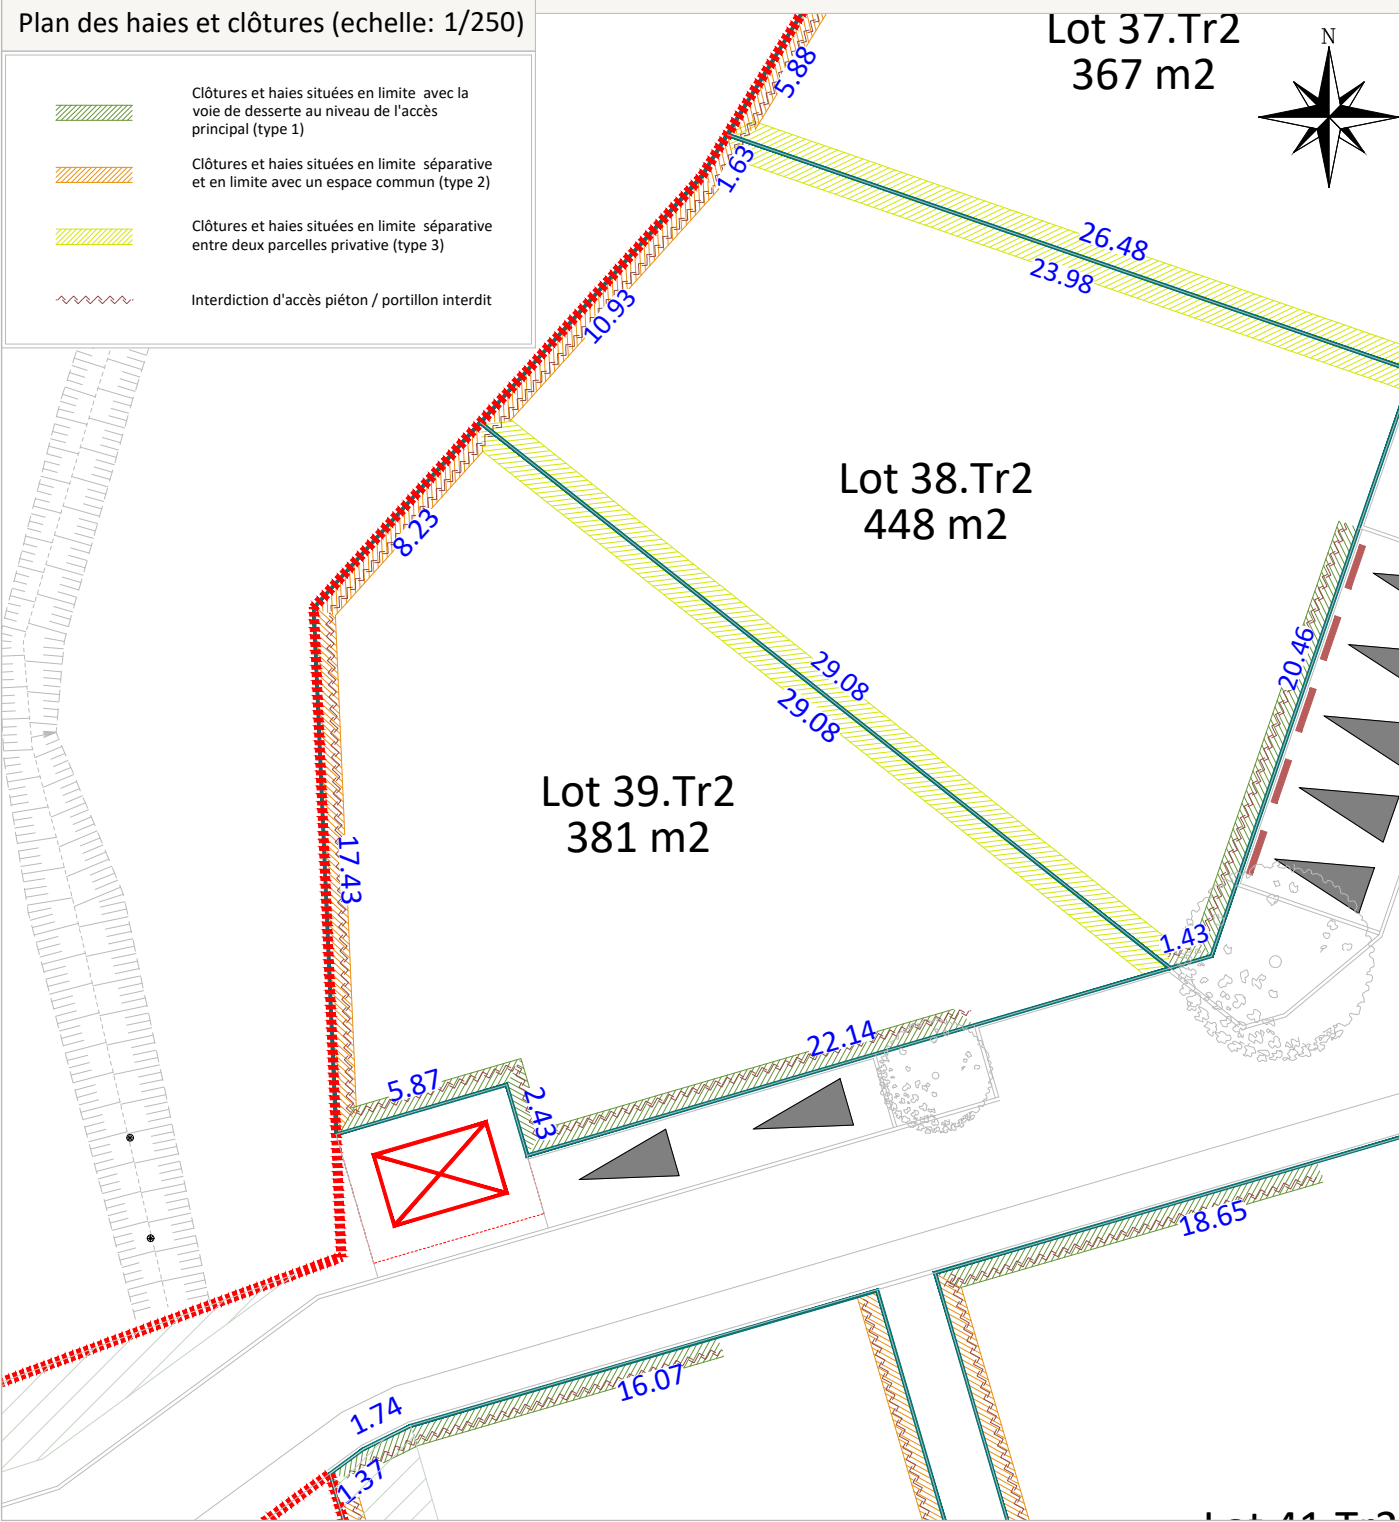 Plan des haies et clôtures (echelle: 1/250)
Clôtures et haies situées en limite avec la
voie de desserte au niveau de l'accès
principal (type 1)
Clôtures et haies situées en limite séparative
et en limite avec un espace commun (type 2)
Clôtures et haies situées en limite séparative
entre deux parcelles privative (type 3)
Interdiction d'accès piéton / portillon interdit
Lot 37.Tr2
367 m2
N
5.88
1.63
26.48
23.98
10.93
Lot 38.Tr2
448 m2
8.23
20.46
29.08
29.08
Lot 39.Tr2
381 m2
17.43
1.43
22.14
5.87
2.43
18.65
16.07
1.74
1.37